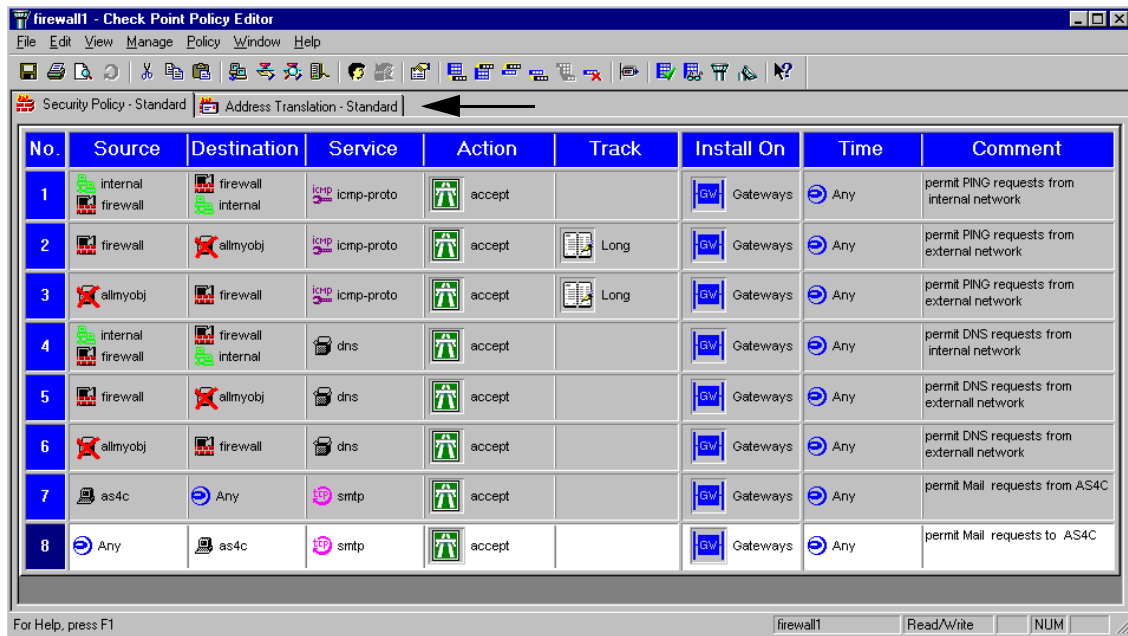 firewall1 - Check Point Policy Editor
File Edit View Manage Policy Window Help
Security Policy - Standard Address Translation - Standard
No. Source Destination Service Action Track Install On Time Comment
1 internal firewall icmp-proto accept Gateways Any permit PING requests from
firewall internal internal network
2 firewall allmyobj icmp-proto accept Long Gateways Any permit PING requests from
external network
3 allmyobj firewall icmp-proto accept Long Gateways Any permit PING requests from
external network
4 internal firewall dns accept Gateways Any permit DNS requests from
firewall internal internal network
5 firewall allmyobj dns accept Gateways Any permit DNS requests from
externall network
6 allmyobj firewall dns accept Gateways Any permit DNS requests from
externall network
7 as4c Any smtp accept Gateways Any permit Mail requests from AS4C
8 Any as4c smtp accept Gateways Any permit Mail requests to AS4C
For Help, press F1 firewall1 Read/Write NUM